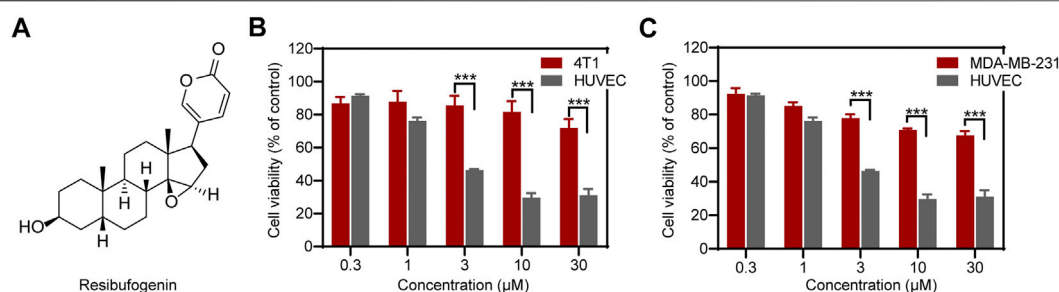 A
O
O
H
H
O
H
HO
H
Resibufogenin
B
120
100
80
60
40
20
0
Cell viability (% of control)
4T1
HUVEC
***
***
***
0.3 1 3 10 30
Concentration (μM)
C
120
100
80
60
40
20
0
Cell viability (% of control)
MDA-MB-231
HUVEC
***
***
***
0.3 1 3 10 30
Concentration (μM)